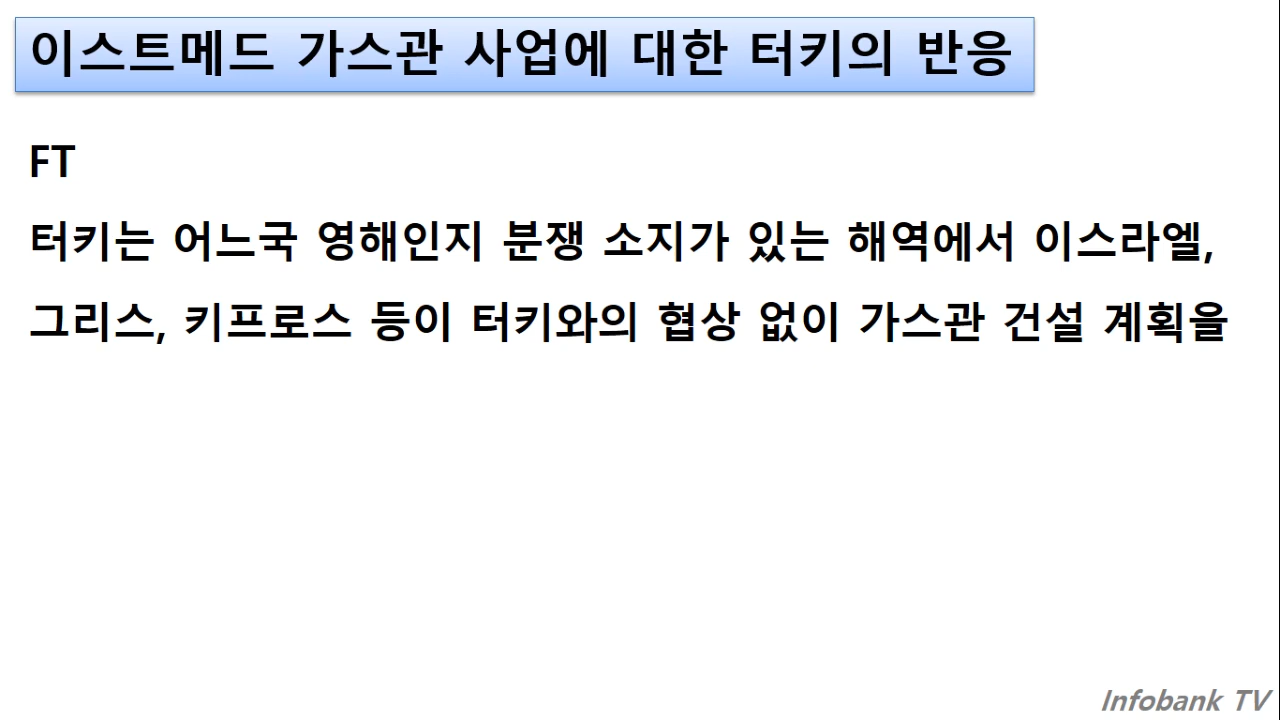 이스트메드 가스관 사업에 대한 터키의 반응
FT
터키는 어느국 영해인지 분쟁 소지가 있는 해역에서 이스라엘,
그리스, 키프로스 등이 터키와의 협상 없이 가스관 건설 계획을
Infobank TV